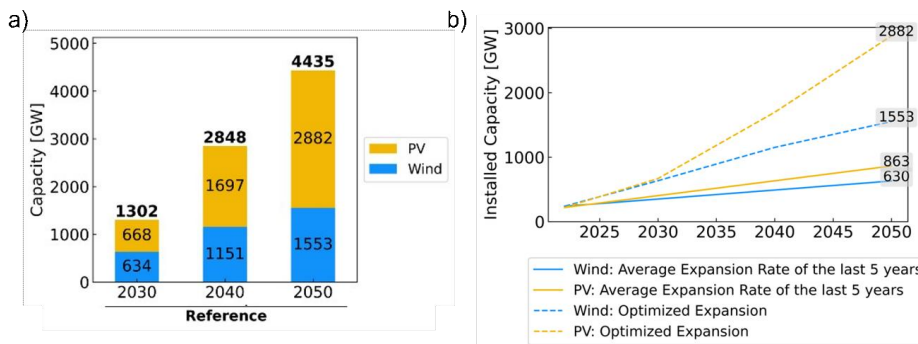 a)
Capacity [GW]
5000
4000
3000
2000
1000
0
1302
668
634
2848
1697
1151
4435
2882
1553
2030 2040 2050
Reference
PV
Wind
b)
Installed Capacity [GW]
3000
2000
1000
0
2882
1553
863
630
2025 2030 2035 2040 2045 2050
Wind: Average Expansion Rate of the last 5 years
PV: Average Expansion Rate of the last 5 years
Wind: Optimized Expansion
PV: Optimized Expansion